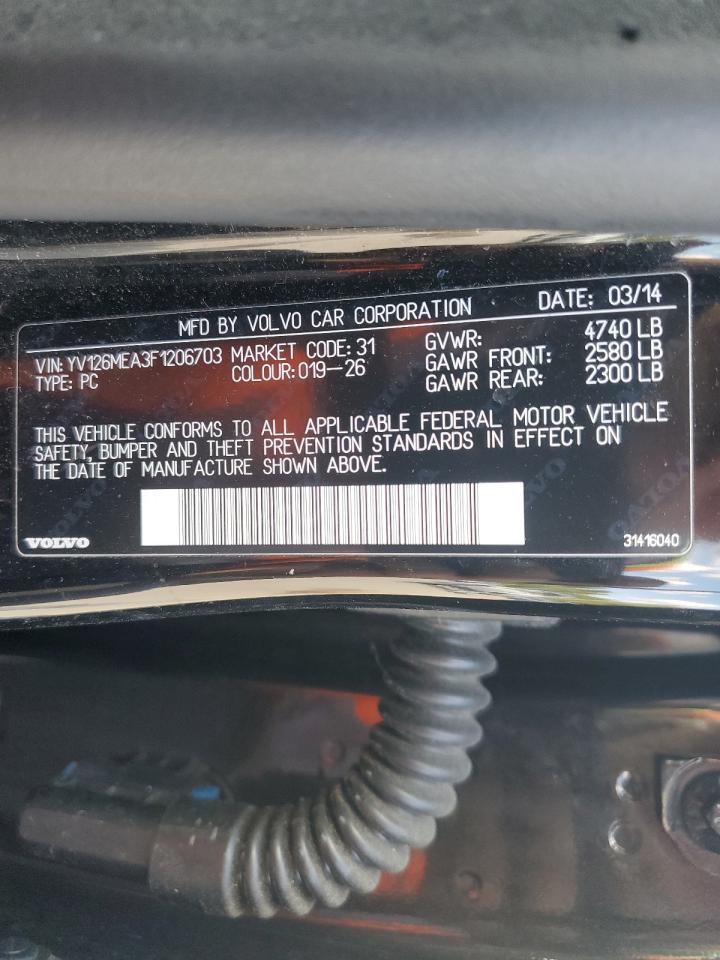 MFD BY VOLVO CAR CORPORATION DATE: 03/14
VIN: YV126MEA3F1206703 MARKET CODE: 31 GVWR: 4740 LB
TYPE: PC COLOUR: 019-26 GAWR FRONT: 2580 LB
GAWR REAR: 2300 LB
THIS VEHICLE CONFORMS TO ALL APPLICABLE FEDERAL MOTOR VEHICLE
SAFETY, BUMPER AND THEFT PREVENTION STANDARDS IN EFFECT ON
THE DATE OF MANUFACTURE SHOWN ABOVE.
VOLVO 31416040